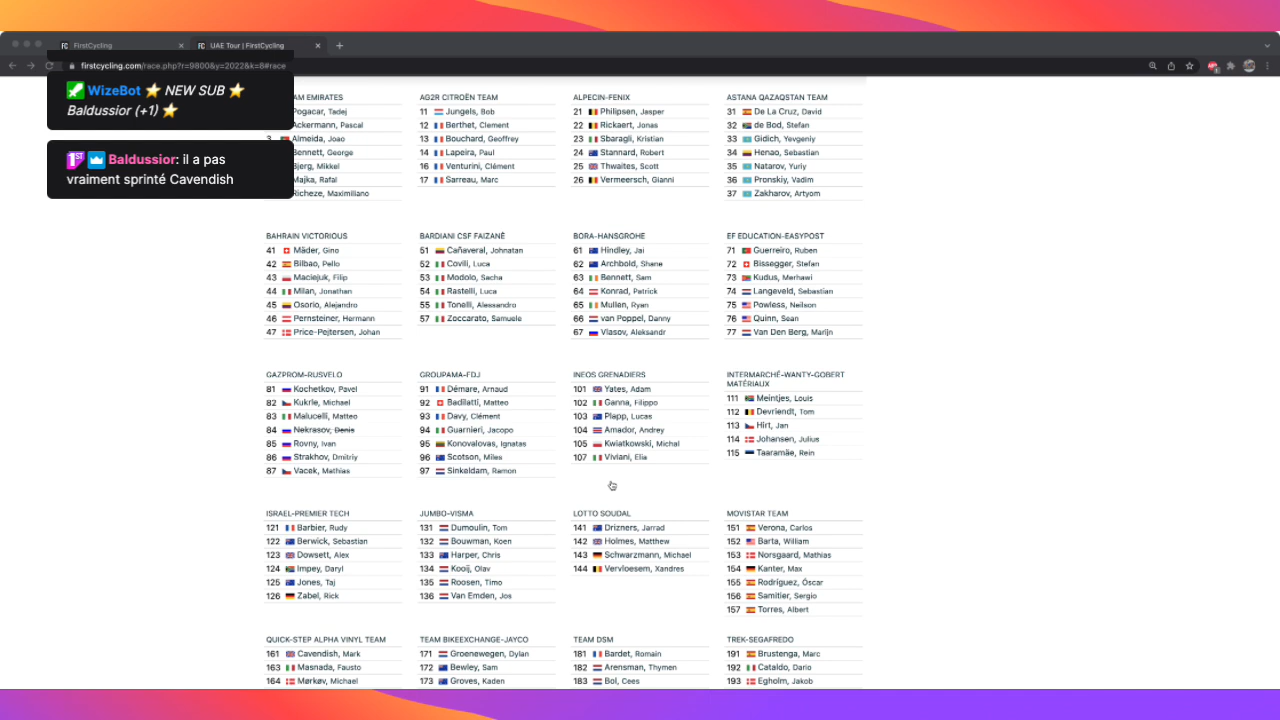 FirstCycling
UAE Tour | FirstCycling
firstcycling.com/race.php?r=9800&y=2022&k=8#race
WizeBot ⭐ NEW SUB ⭐
Baldussior (+1) ⭐
1ST Baldussior: il a pas
vraiment sprinté Cavendish
AM EMIRATES
Pogacar, Tadej
Ackermann, Pascal
3 Almeida, Joao
Bennett, George
Bjerg, Mikkel
Majka, Rafal
Richeze, Maximiliano
AG2R CITROËN TEAM
11 Jungels, Bob
12 Berthet, Clement
13 Bouchard, Geoffrey
14 Lapeira, Paul
16 Venturini, Clément
17 Sarreau, Marc
ALPECIN-FENIX
21 Philipsen, Jasper
22 Rickaert, Jonas
23 Sbaragli, Kristian
24 Stannard, Robert
25 Thwaites, Scott
26 Vermeersch, Gianni
ASTANA QAZAQSTAN TEAM
31 De La Cruz, David
32 de Bod, Stefan
33 Gidich, Yevgeniy
34 Henao, Sebastian
35 Natarov, Yuriy
36 Pronskiy, Vadim
37 Zakharov, Artyom
BAHRAIN VICTORIOUS
41 Mäder, Gino
42 Bilbao, Pello
43 Maciejuk, Filip
44 Milan, Jonathan
45 Osorio, Alejandro
46 Pernsteiner, Hermann
47 Price-Pejtersen, Johan
BARDIANI CSF FAIZANÈ
51 Cañaveral, Johnatan
52 Covili, Luca
53 Modolo, Sacha
54 Rastelli, Luca
55 Tonelli, Alessandro
57 Zoccarato, Samuele
BORA-HANSGROHE
61 Hindley, Jai
62 Archbold, Shane
63 Bennett, Sam
64 Konrad, Patrick
65 Mullen, Ryan
66 van Poppel, Danny
67 Vlasov, Aleksandr
EF EDUCATION-EASYPOST
71 Guerreiro, Ruben
72 Bissegger, Stefan
73 Kudus, Merhawi
74 Langeveld, Sebastian
75 Powless, Neilson
76 Quinn, Sean
77 Van Den Berg, Marijn
GAZPROM-RUSVELO
81 Kochetkov, Pavel
82 Kukrle, Michael
83 Malucelli, Matteo
84 Nekrasov, Denis
85 Rovny, Ivan
86 Strakhov, Dmitriy
87 Vacek, Mathias
GROUPAMA-FDJ
91 Démare, Arnaud
92 Badilatti, Matteo
93 Davy, Clément
94 Guarnieri, Jacopo
95 Konovalovas, Ignatas
96 Scotson, Miles
97 Sinkeldam, Ramon
INEOS GRENADIERS
101 Yates, Adam
102 Ganna, Filippo
103 Plapp, Lucas
104 Amador, Andrey
105 Kwiatkowski, Michal
107 Viviani, Elia
INTERMARCHÉ-WANTY-GOBERT
MATÉRIAUX
111 Meintjes, Louis
112 Devriendt, Tom
113 Hirt, Jan
114 Johansen, Julius
115 Taaramäe, Rein
ISRAEL-PREMIER TECH
121 Barbier, Rudy
122 Berwick, Sebastian
123 Dowsett, Alex
124 Impey, Daryl
125 Jones, Taj
126 Zabel, Rick
JUMBO-VISMA
131 Dumoulin, Tom
132 Bouwman, Koen
133 Harper, Chris
134 Kooij, Olav
135 Roosen, Timo
136 Van Emden, Jos
LOTTO SOUDAL
141 Drizners, Jarrad
142 Holmes, Matthew
143 Schwarzmann, Michael
144 Vervloesem, Xandres
MOVISTAR TEAM
151 Verona, Carlos
152 Barta, William
153 Norsgaard, Mathias
154 Kanter, Max
155 Rodríguez, Óscar
156 Samitier, Sergio
157 Torres, Albert
QUICK-STEP ALPHA VINYL TEAM
161 Cavendish, Mark
163 Masnada, Fausto
164 Mørkøv, Michael
TEAM BIKEEXCHANGE-JAYCO
171 Groenewegen, Dylan
172 Bewley, Sam
173 Groves, Kaden
TEAM DSM
181 Bardet, Romain
182 Arensman, Thymen
183 Bol, Cees
TREK-SEGAFREDO
191 Brustenga, Marc
192 Cataldo, Dario
193 Egholm, Jakob